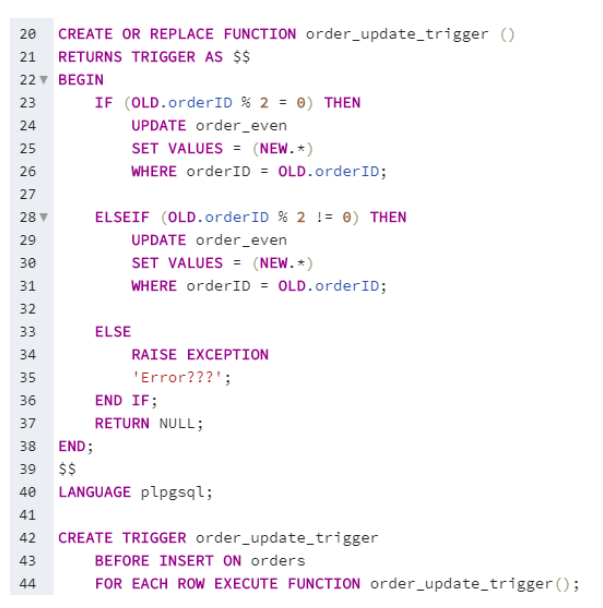 20 CREATE OR REPLACE FUNCTION order_update_trigger ()
21 RETURNS TRIGGER AS $$
22 BEGIN
23 IF (OLD.orderID % 2 = 0) THEN
24 UPDATE order_even
25 SET VALUES = (NEW.*)
26 WHERE orderID = OLD.orderID;
27
28 ELSEIF (OLD.orderID % 2 != 0) THEN
29 UPDATE order_even
30 SET VALUES = (NEW.*)
31 WHERE orderID = OLD.orderID;
32
33 ELSE
34 RAISE EXCEPTION
35 'Error???';
36 END IF;
37 RETURN NULL;
38 END;
39 $$
40 LANGUAGE plpgsql;
41
42 CREATE TRIGGER order_update_trigger
43 BEFORE INSERT ON orders
44 FOR EACH ROW EXECUTE FUNCTION order_update_trigger();